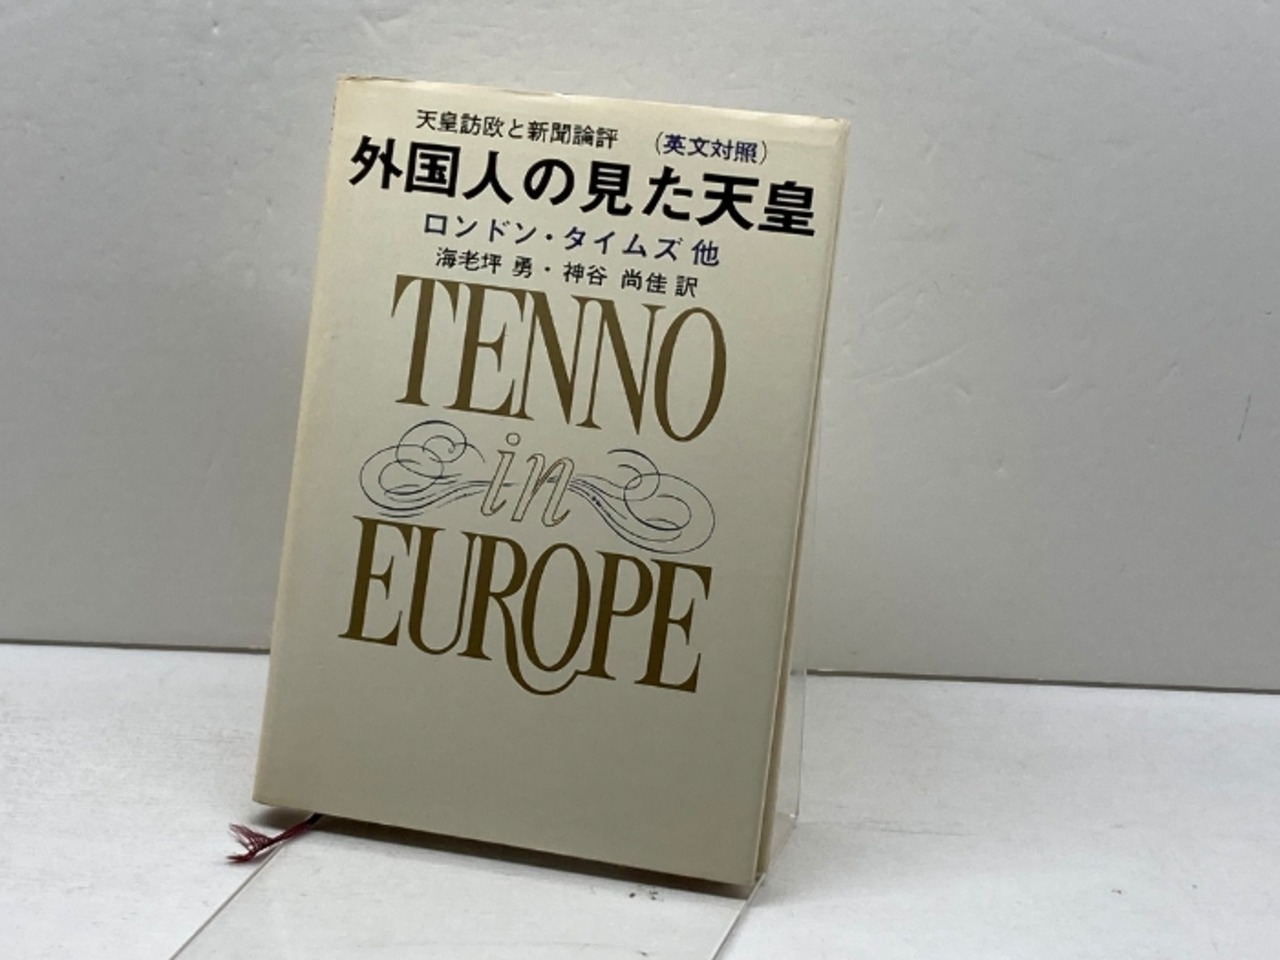 天皇訪欧と新聞論評 (英文対照)
外国人の見た天皇
ロンドン・タイムズ 他
海老坪 勇・神谷 尚佳 訳
TENNO
in
EUROPE